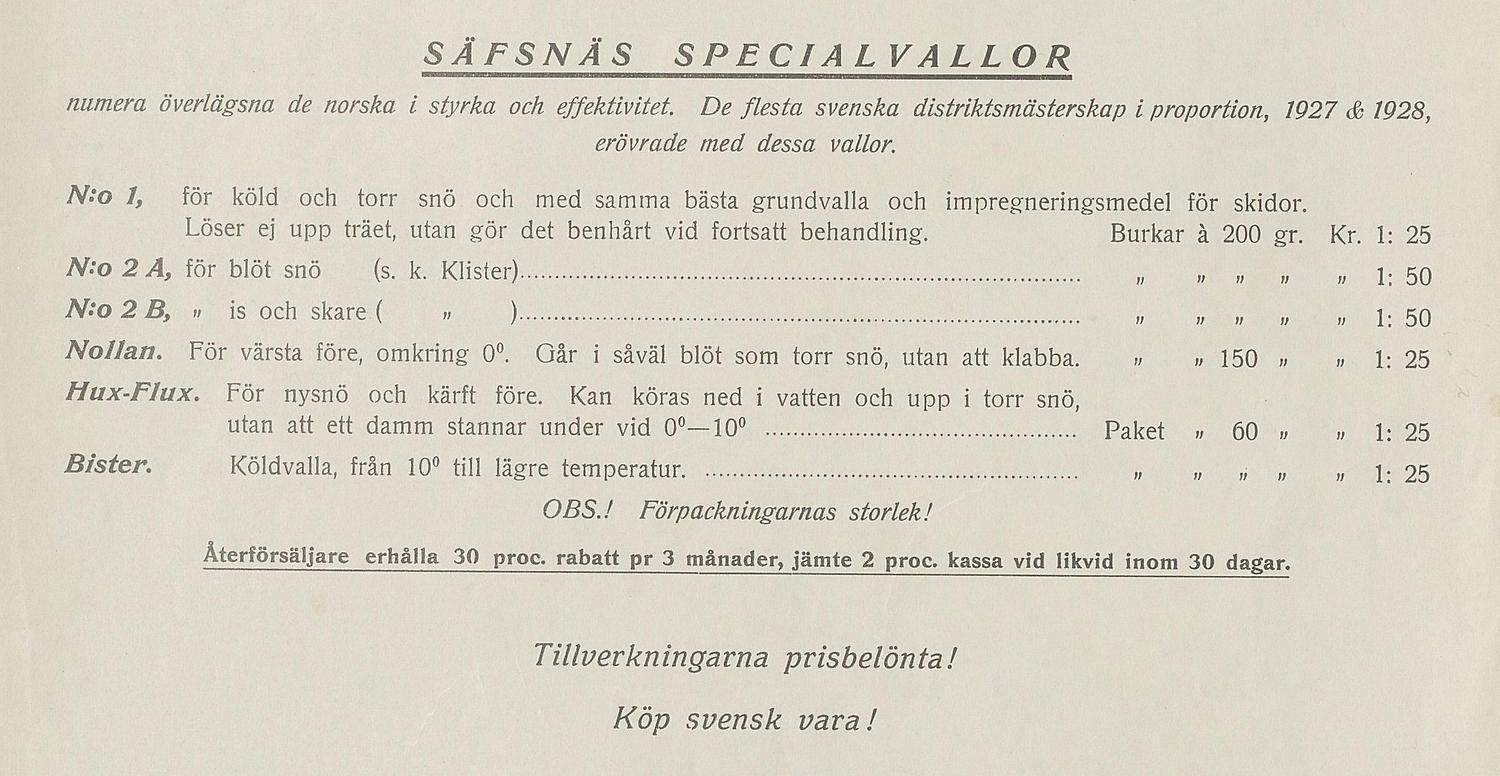 SÄFSNÄS SPECIALVALLOR
numera överlägsna de norska i styrka och effektivitet. De flesta svenska distriktsmästerskap i proportion, 1927 & 1928,
erövrade med dessa vallor.
N:o 1, för köld och torr snö och med samma bästa grundvalla och impregneringsmedel för skidor.
Löser ej upp träet, utan gör det benhårt vid fortsatt behandling. Burkar à 200 gr. Kr. 1: 25
N:o 2 A, för blöt snö (s. k. Klister).......... „ „ „ „ „ 1: 50
N:o 2 B, „ is och skare ( „ ).......... „ „ „ „ „ 1: 50
Nollan. För värsta före, omkring 0⁰. Går i såväl blöt som torr snö, utan att klabba. „ „ 150 „ „ 1: 25
Hux-Flux. För nysnö och kärft före. Kan köras ned i vatten och upp i torr snö,
utan att ett damm stannar under vid 0⁰—10⁰ .......... Paket „ 60 „ „ 1: 25
Bister. Köldvalla, från 10⁰ till lägre temperatur. .......... „ „ „ „ „ 1: 25
OBS.! Förpackningarnas storlek!
Återförsäljare erhålla 30 proc. rabatt pr 3 månader, jämte 2 proc. kassa vid likvid inom 30 dagar.
Tillverkningarna prisbelönta!
Köp svensk vara!